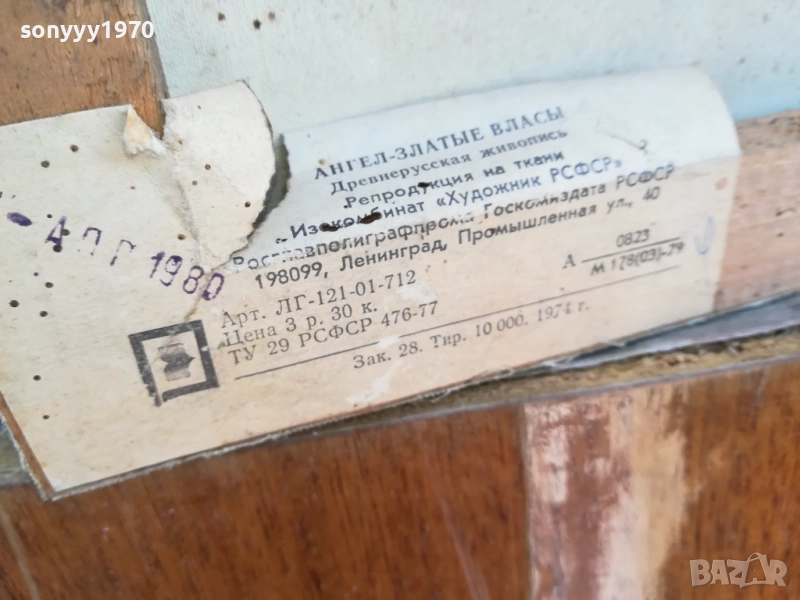 sonyyy1970
АНГЕЛ-ЗЛАТЫЕ ВЛАСЫ
Древнерусская живопись
Репродукция на ткани
Изокомбинат «Художник РСФСР»
Росглавполиграфпрома Госкомиздата РСФСР
198099, Ленинград, Промышленная ул., 40
АПР 1980
Арт. ЛГ-121-01-712
А 0823
М 178(03)-79
Цена 3 р. 30 к.
ТУ 29 РСФСР 476-77
Зак. 28. Тир. 10 000. 1974 г.
BAZAR